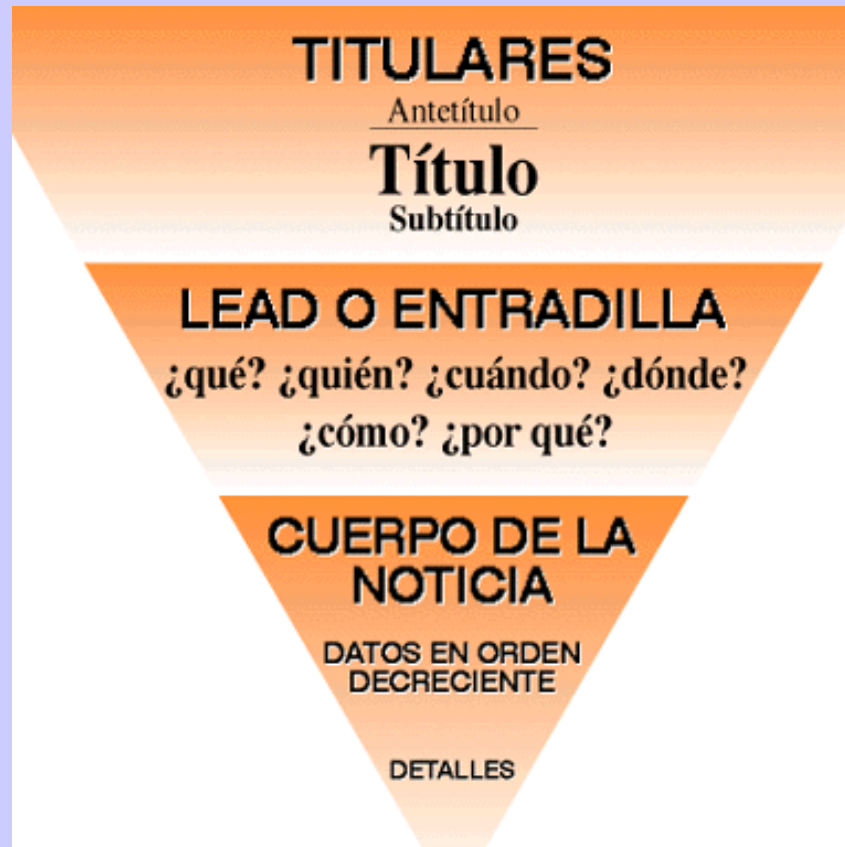 TITULARES
Antetítulo
Título
Subtítulo
LEAD O ENTRADILLA
¿qué? ¿quién? ¿cuándo? ¿dónde?
¿cómo? ¿por qué?
CUERPO DE LA
NOTICIA
DATOS EN ORDEN
DECRECIENTE
DETALLES